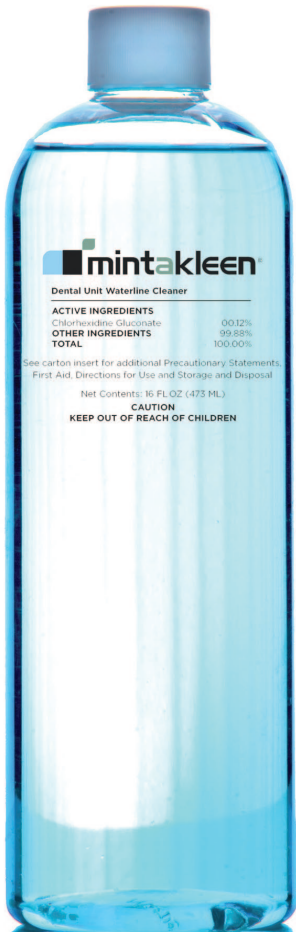 mintakleen®
Dental Unit Waterline Cleaner
ACTIVE INGREDIENTS
Chlorhexidine Gluconate 00.12%
OTHER INGREDIENTS 99.88%
TOTAL 100.00%
See carton insert for additional Precautionary Statements,
First Aid, Directions for Use and Storage and Disposal
Net Contents: 16 FL.OZ (473 ML)
CAUTION
KEEP OUT OF REACH OF CHILDREN